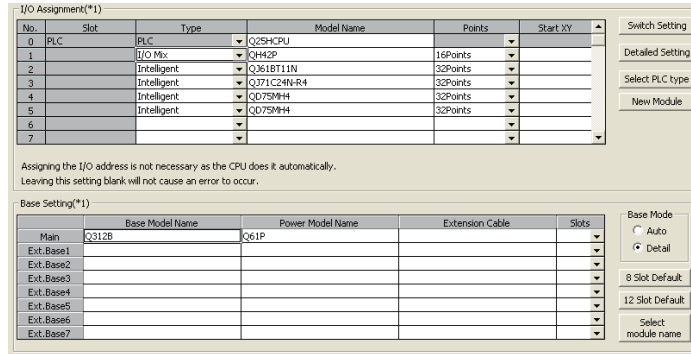 I/O Assignment(*1)
No. Slot Type Model Name Points Start XY
0 PLC PLC Q25HCPU
1 I/O Mix QH42P 16Points
2 Intelligent QJ61BT11N 32Points
3 Intelligent QJ71C24N-R4 32Points
4 Intelligent QD75MH4 32Points
5 Intelligent QD75MH4 32Points
6
7
Switch Setting
Detailed Setting
Select PLC type
New Module
Assigning the I/O address is not necessary as the CPU does it automatically.
Leaving this setting blank will not cause an error to occur.
Base Setting(*1)
Base Model Name Power Model Name Extension Cable Slots
Main Q312B Q61P
Ext.Base1
Ext.Base2
Ext.Base3
Ext.Base4
Ext.Base5
Ext.Base6
Ext.Base7
Base Mode
Auto
Detail
8 Slot Default
12 Slot Default
Select
module name